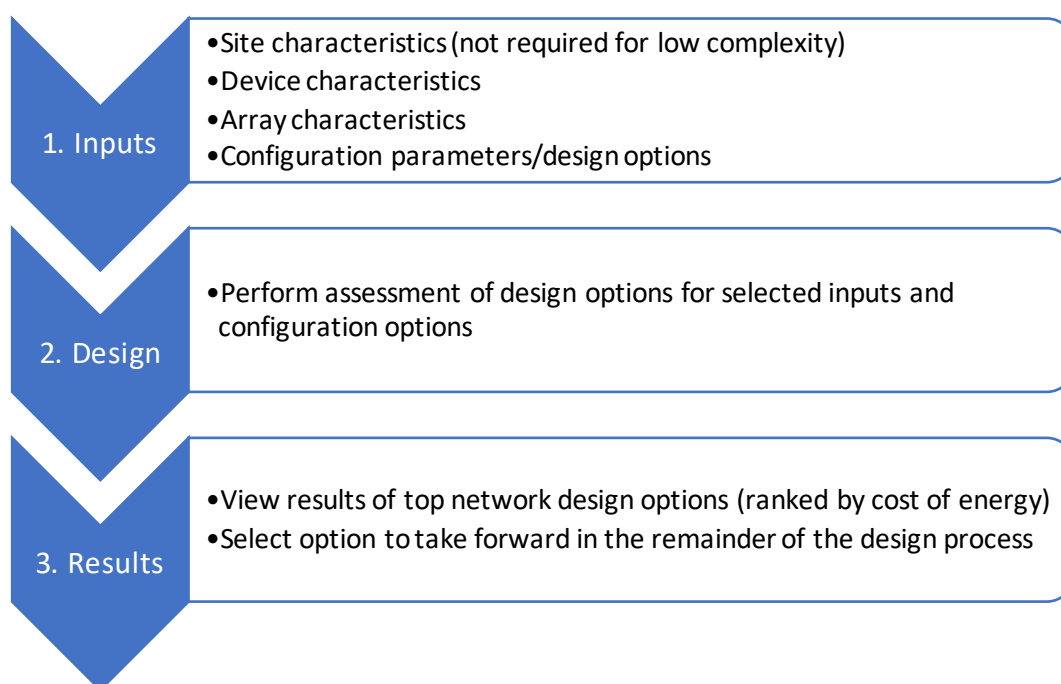 1. Inputs
•Site characteristics (not required for low complexity)
•Device characteristics
•Array characteristics
•Configuration parameters/design options
2. Design
•Perform assessment of design options for selected inputs and
configuration options
3. Results
•View results of top network design options (ranked by cost of energy)
•Select option to take forward in the remainder of the design process